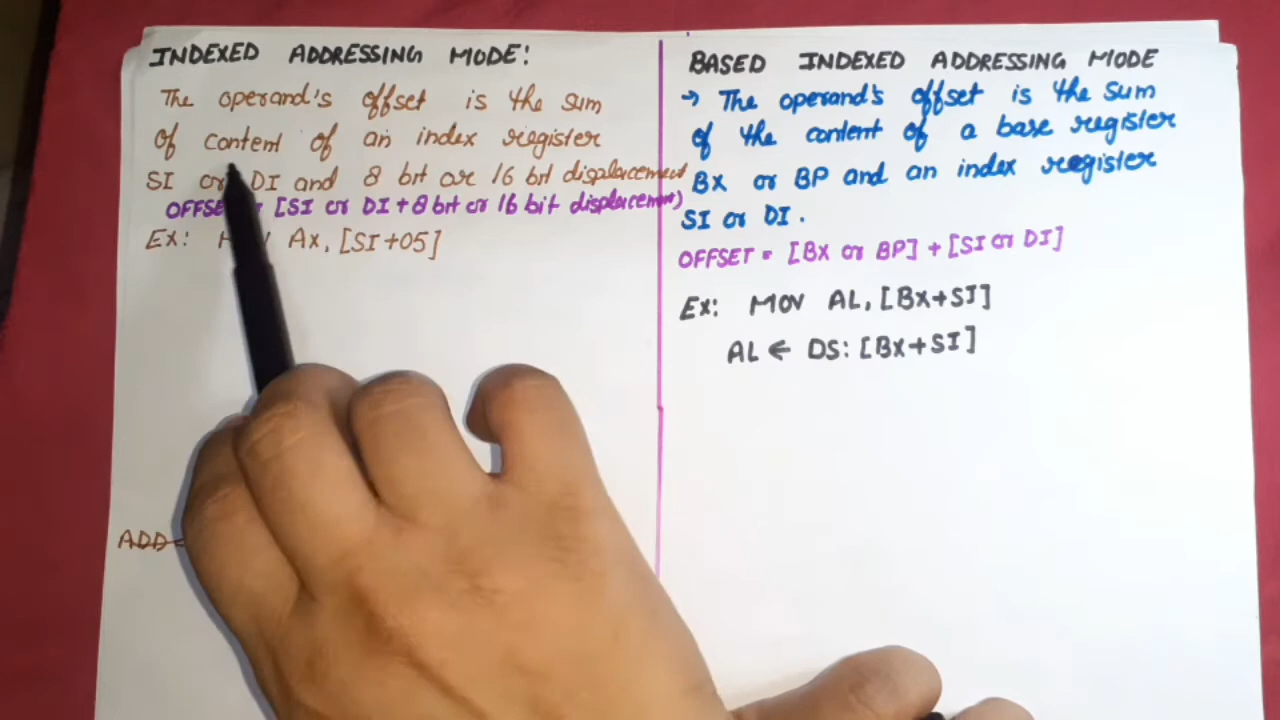 INDEXED ADDRESSING MODE:
The operand's offset is the sum
of content of an index register
SI or DI and 8 bit or 16 bit displacement
[SI or DI + 8 bit or 16 bit displacement)
Ex: AX, [SI+05]
ADD
BASED INDEXED ADDRESSING MODE
→ The operand's offset is the sum
of the content of a base register
BX or BP and an index register
SI or DI.
OFFSET = [BX or BP] + [SI or DI]
Ex: MOV AL, [BX+SI]
AL ← DS: [BX+SI]